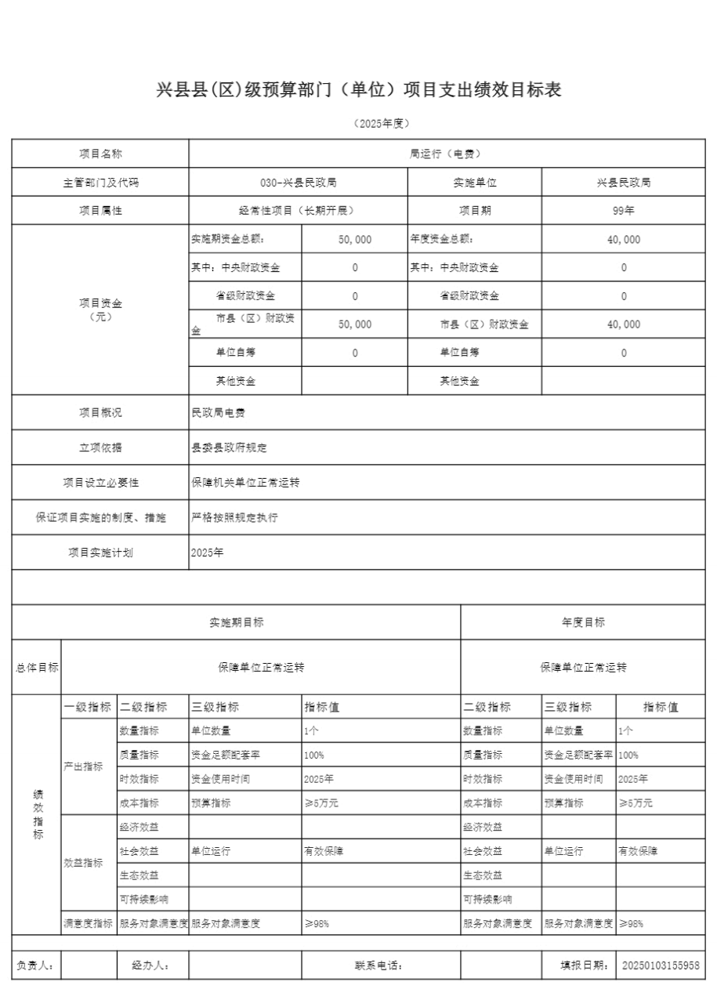 兴县县(区)级预算部门（单位）项目支出绩效目标表
（2025年度）
项目名称 局运行（电费）
主管部门及代码 030-兴县民政局 实施单位 兴县民政局
项目属性 经常性项目（长期开展） 项目期 99年
项目资金
（元）
实施期资金总额： 50,000 年度资金总额： 40,000
其中：中央财政资金 0 其中：中央财政资金 0
省级财政资金 0 省级财政资金 0
市县（区）财政资
金 50,000 市县（区）财政资金 40,000
单位自筹 0 单位自筹 0
其他资金 其他资金
项目概况 民政局电费
立项依据 县委县政府规定
项目设立必要性 保障机关单位正常运转
保证项目实施的制度、措施 严格按照规定执行
项目实施计划 2025年
实施期目标 年度目标
总体目标 保障单位正常运转 保障单位正常运转
绩
效
指
标
一级指标 二级指标 三级指标 指标值 二级指标 三级指标 指标值
产出指标
数量指标 单位数量 1个 数量指标 单位数量 1个
质量指标 资金足额配套率 100% 质量指标 资金足额配套率 100%
时效指标 资金使用时间 2025年 时效指标 资金使用时间 2025年
成本指标 预算指标 ≥5万元 成本指标 预算指标 ≥5万元
效益指标
经济效益 经济效益
社会效益 单位运行 有效保障 社会效益 单位运行 有效保障
生态效益 生态效益
可持续影响 可持续影响
满意度指标 服务对象满意度 服务对象满意度 ≥98% 服务对象满意度 服务对象满意度 ≥98%
负责人： 经办人： 联系电话： 填报日期： 20250103155958